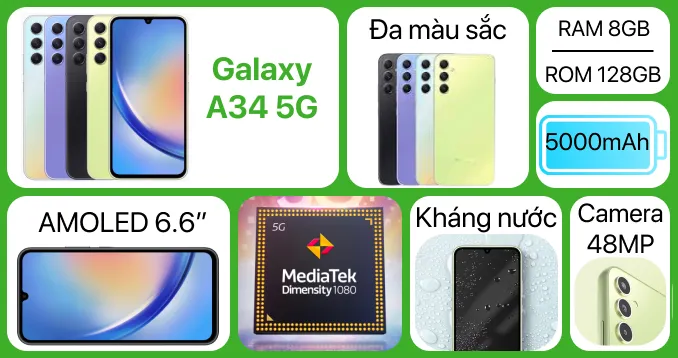 Galaxy
A34 5G
Đa màu sắc
RAM 8GB
ROM 128GB
5000mAh
AMOLED 6.6”
5G
MediaTek
Dimensity 1080
Kháng nước
Camera
48MP